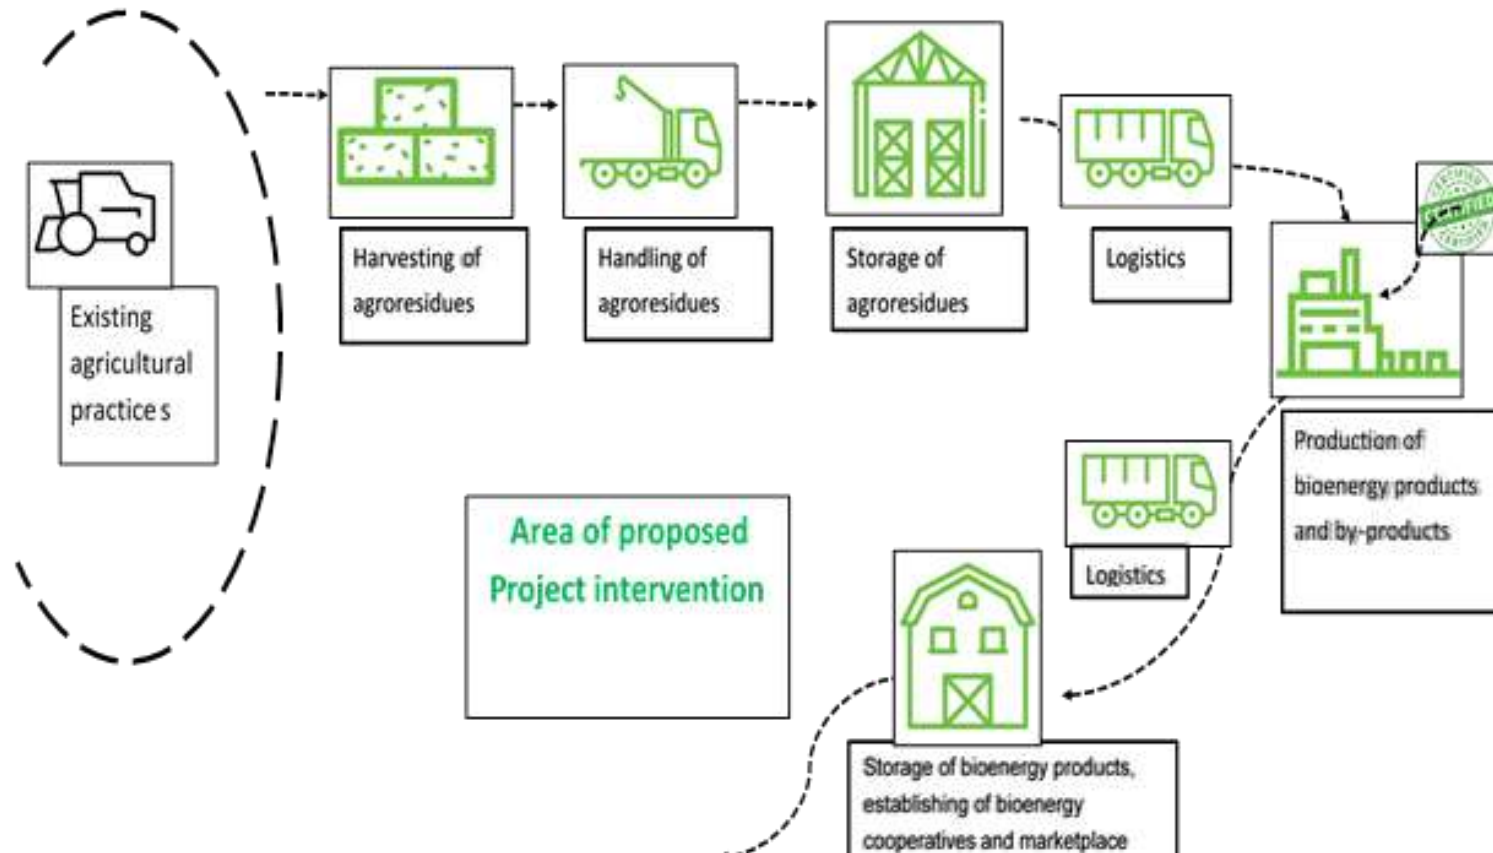 Existing
agricultural
practice s
Harvesting of
agroresidues
Handling of
agroresidues
Storage of
agroresidues
Logistics
CERTIFIED
Production of
bioenergy products
and by-products
Logistics
Area of proposed
Project intervention
Storage of bioenergy products,
establishing of bioenergy
cooperatives and marketplace